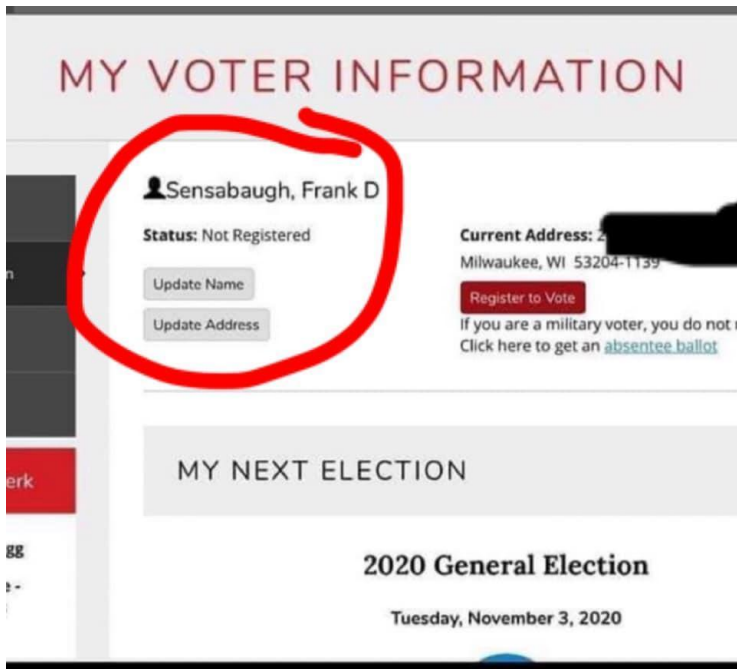 MY VOTER INFORMATION
Sensabaugh, Frank D
Status: Not Registered
Update Name
Update Address
Current Address:
Milwaukee, WI 53204-1139
Register to Vote
If you are a military voter, you do not
Click here to get an absentee ballot
n
erk
gg
e -
MY NEXT ELECTION
2020 General Election
Tuesday, November 3, 2020